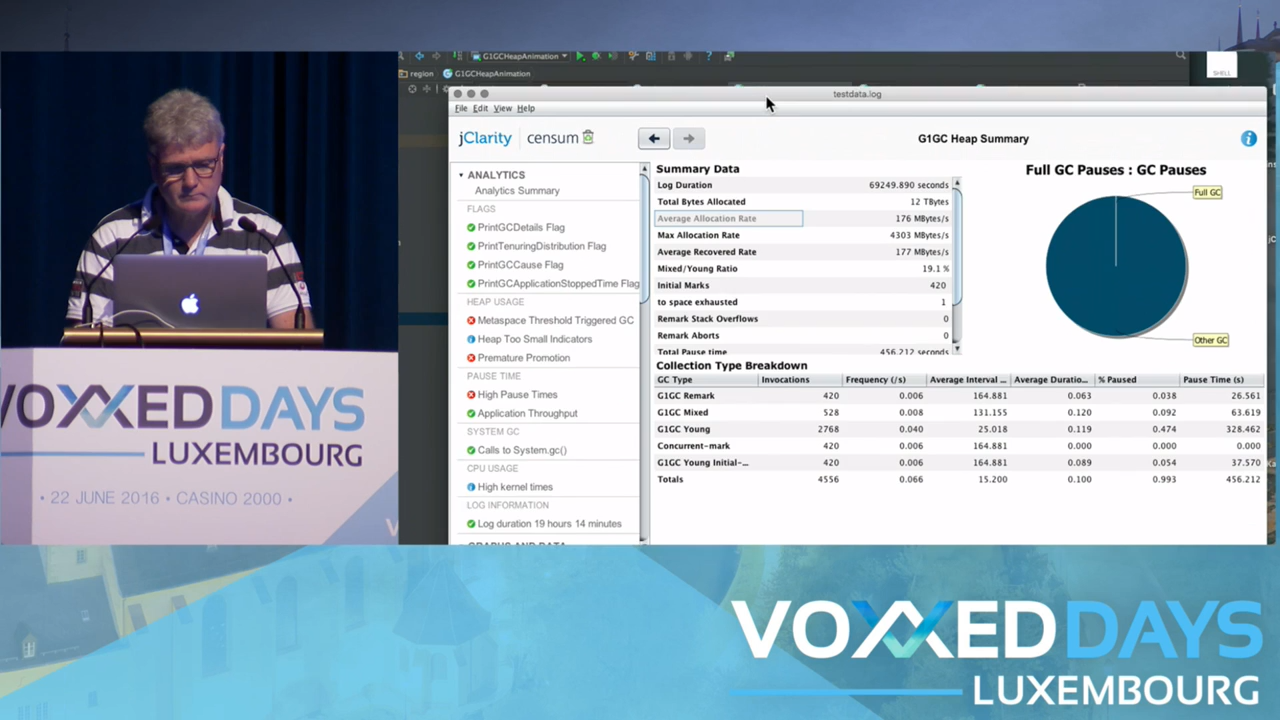 G1GCHeapAnimation
region
G1GCHeapAnimation
SHELL
testdata.log
File Edit View Help
jClarity censum
G1GC Heap Summary
ANALYTICS
Analytics Summary
FLAGS
PrintGCDetails Flag
PrintTenuringDistribution Flag
PrintGCCause Flag
PrintGCApplicationStoppedTime Flag
HEAP USAGE
Metaspace Threshold Triggered GC
Heap Too Small Indicators
Premature Promotion
PAUSE TIME
High Pause Times
Application Throughput
SYSTEM GC
Calls to System.gc()
CPU USAGE
High kernel times
LOG INFORMATION
Log duration 19 hours 14 minutes
Summary Data
Log Duration 69249.890 seconds
Total Bytes Allocated 12 TBytes
Average Allocation Rate 176 MBytes/s
Max Allocation Rate 4303 MBytes/s
Average Recovered Rate 177 MBytes/s
Mixed/Young Ratio 19.1 %
Initial Marks 420
to space exhausted 1
Remark Stack Overflows 0
Remark Aborts 0
Total Pause time 456.212 seconds
Full GC Pauses : GC Pauses
Full GC
Other GC
Collection Type Breakdown
GC Type Invocations Frequency (/s) Average Interval ... Average Duratio... % Paused Pause Time (s)
G1GC Remark 420 0.006 164.881 0.063 0.038 26.561
G1GC Mixed 528 0.008 131.155 0.120 0.092 63.619
G1GC Young 2768 0.040 25.018 0.119 0.474 328.462
Concurrent-mark 420 0.006 164.881 0.000 0.000 0.000
G1GC Young Initial-... 420 0.006 164.881 0.089 0.054 37.570
Totals 4556 0.066 15.200 0.100 0.993 456.212
VOXXED DAYS
LUXEMBOURG
• 22 JUNE 2016 • CASINO 2000 •
VOXXED DAYS
LUXEMBOURG